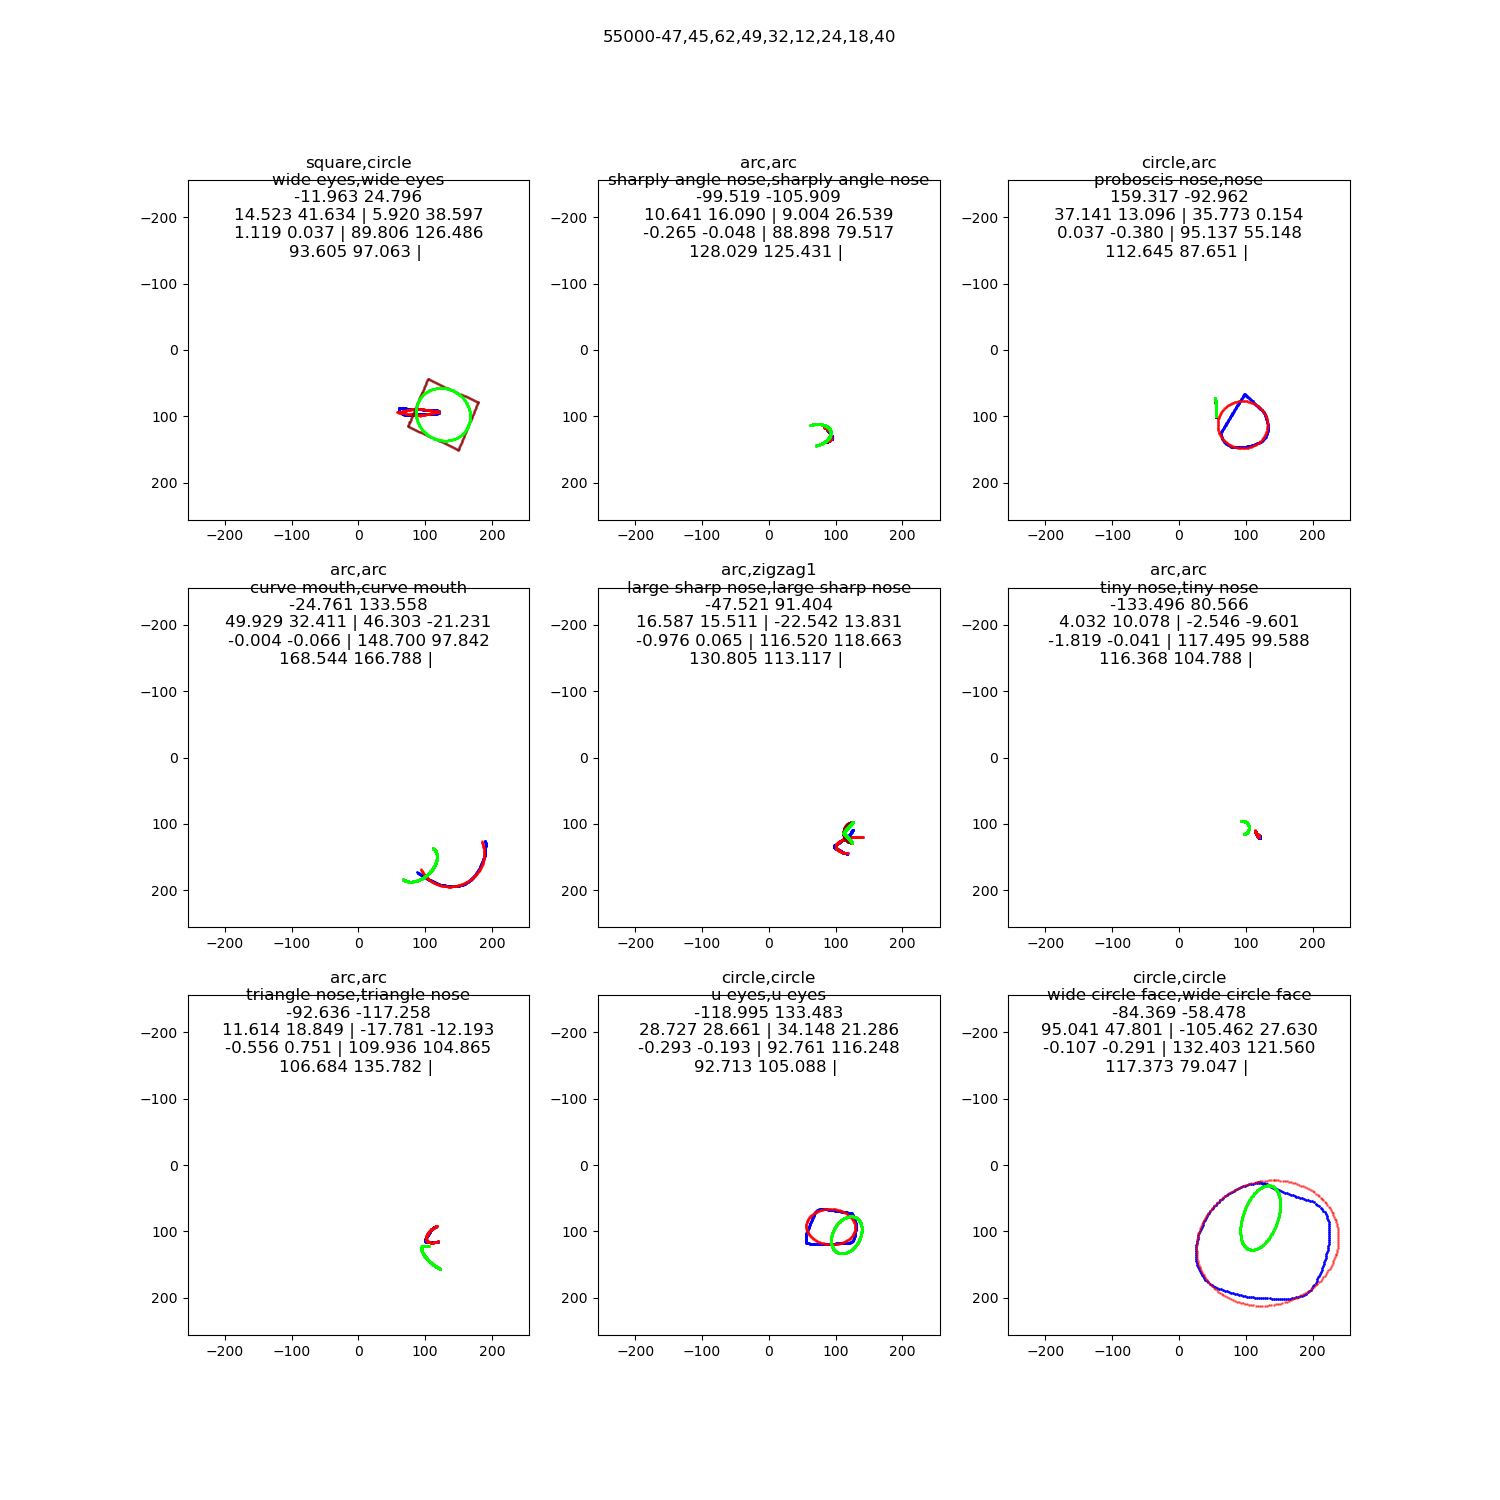 55000-47,45,62,49,32,12,24,18,40
square,circle
wide eyes,wide eyes
-11.963 24.796
14.523 41.634 | 5.920 38.597
1.119 0.037 | 89.806 126.486
93.605 97.063 |
−200
−100
0
100
200
−200 −100 0 100 200
arc,arc
sharply angle nose,sharply angle nose
-99.519 -105.909
10.641 16.090 | 9.004 26.539
-0.265 -0.048 | 88.898 79.517
128.029 125.431 |
−200
−100
0
100
200
−200 −100 0 100 200
circle,arc
proboscis nose,nose
159.317 -92.962
37.141 13.096 | 35.773 0.154
0.037 -0.380 | 95.137 55.148
112.645 87.651 |
−200
−100
0
100
200
−200 −100 0 100 200
arc,arc
curve mouth,curve mouth
-24.761 133.558
49.929 32.411 | 46.303 -21.231
-0.004 -0.066 | 148.700 97.842
168.544 166.788 |
−200
−100
0
100
200
−200 −100 0 100 200
arc,zigzag1
large sharp nose,large sharp nose
-47.521 91.404
16.587 15.511 | -22.542 13.831
-0.976 0.065 | 116.520 118.663
130.805 113.117 |
−200
−100
0
100
200
−200 −100 0 100 200
arc,arc
tiny nose,tiny nose
-133.496 80.566
4.032 10.078 | -2.546 -9.601
-1.819 -0.041 | 117.495 99.588
116.368 104.788 |
−200
−100
0
100
200
−200 −100 0 100 200
arc,arc
triangle nose,triangle nose
-92.636 -117.258
11.614 18.849 | -17.781 -12.193
-0.556 0.751 | 109.936 104.865
106.684 135.782 |
−200
−100
0
100
200
−200 −100 0 100 200
circle,circle
u eyes,u eyes
-118.995 133.483
28.727 28.661 | 34.148 21.286
-0.293 -0.193 | 92.761 116.248
92.713 105.088 |
−200
−100
0
100
200
−200 −100 0 100 200
circle,circle
wide circle face,wide circle face
-84.369 -58.478
95.041 47.801 | -105.462 27.630
-0.107 -0.291 | 132.403 121.560
117.373 79.047 |
−200
−100
0
100
200
−200 −100 0 100 200